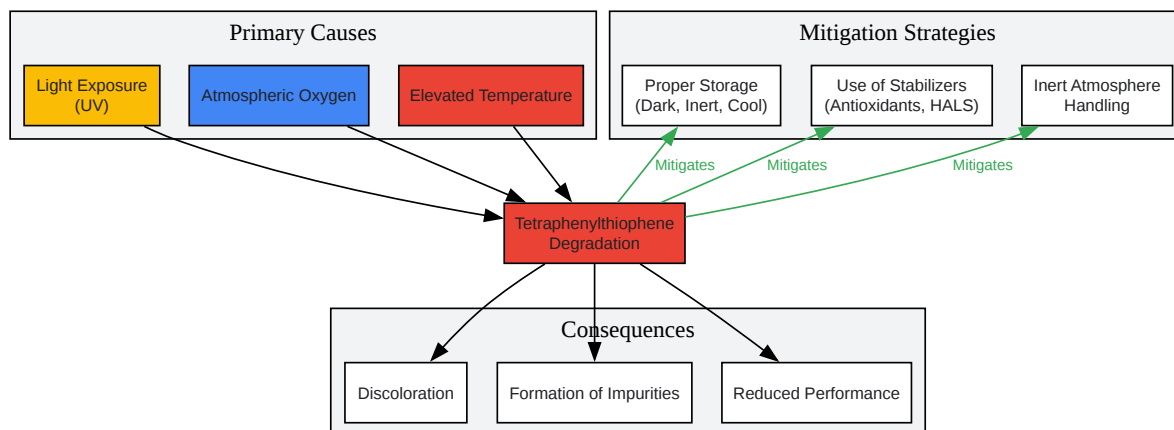 Primary Causes
Light Exposure
(UV)
Atmospheric Oxygen
Elevated Temperature
Mitigation Strategies
Proper Storage
(Dark, Inert, Cool)
Use of Stabilizers
(Antioxidants, HALS)
Inert Atmosphere
Handling
Mitigates
Mitigates
Mitigates
Tetraphenylthiophene
Degradation
Consequences
Discoloration
Formation of Impurities
Reduced Performance